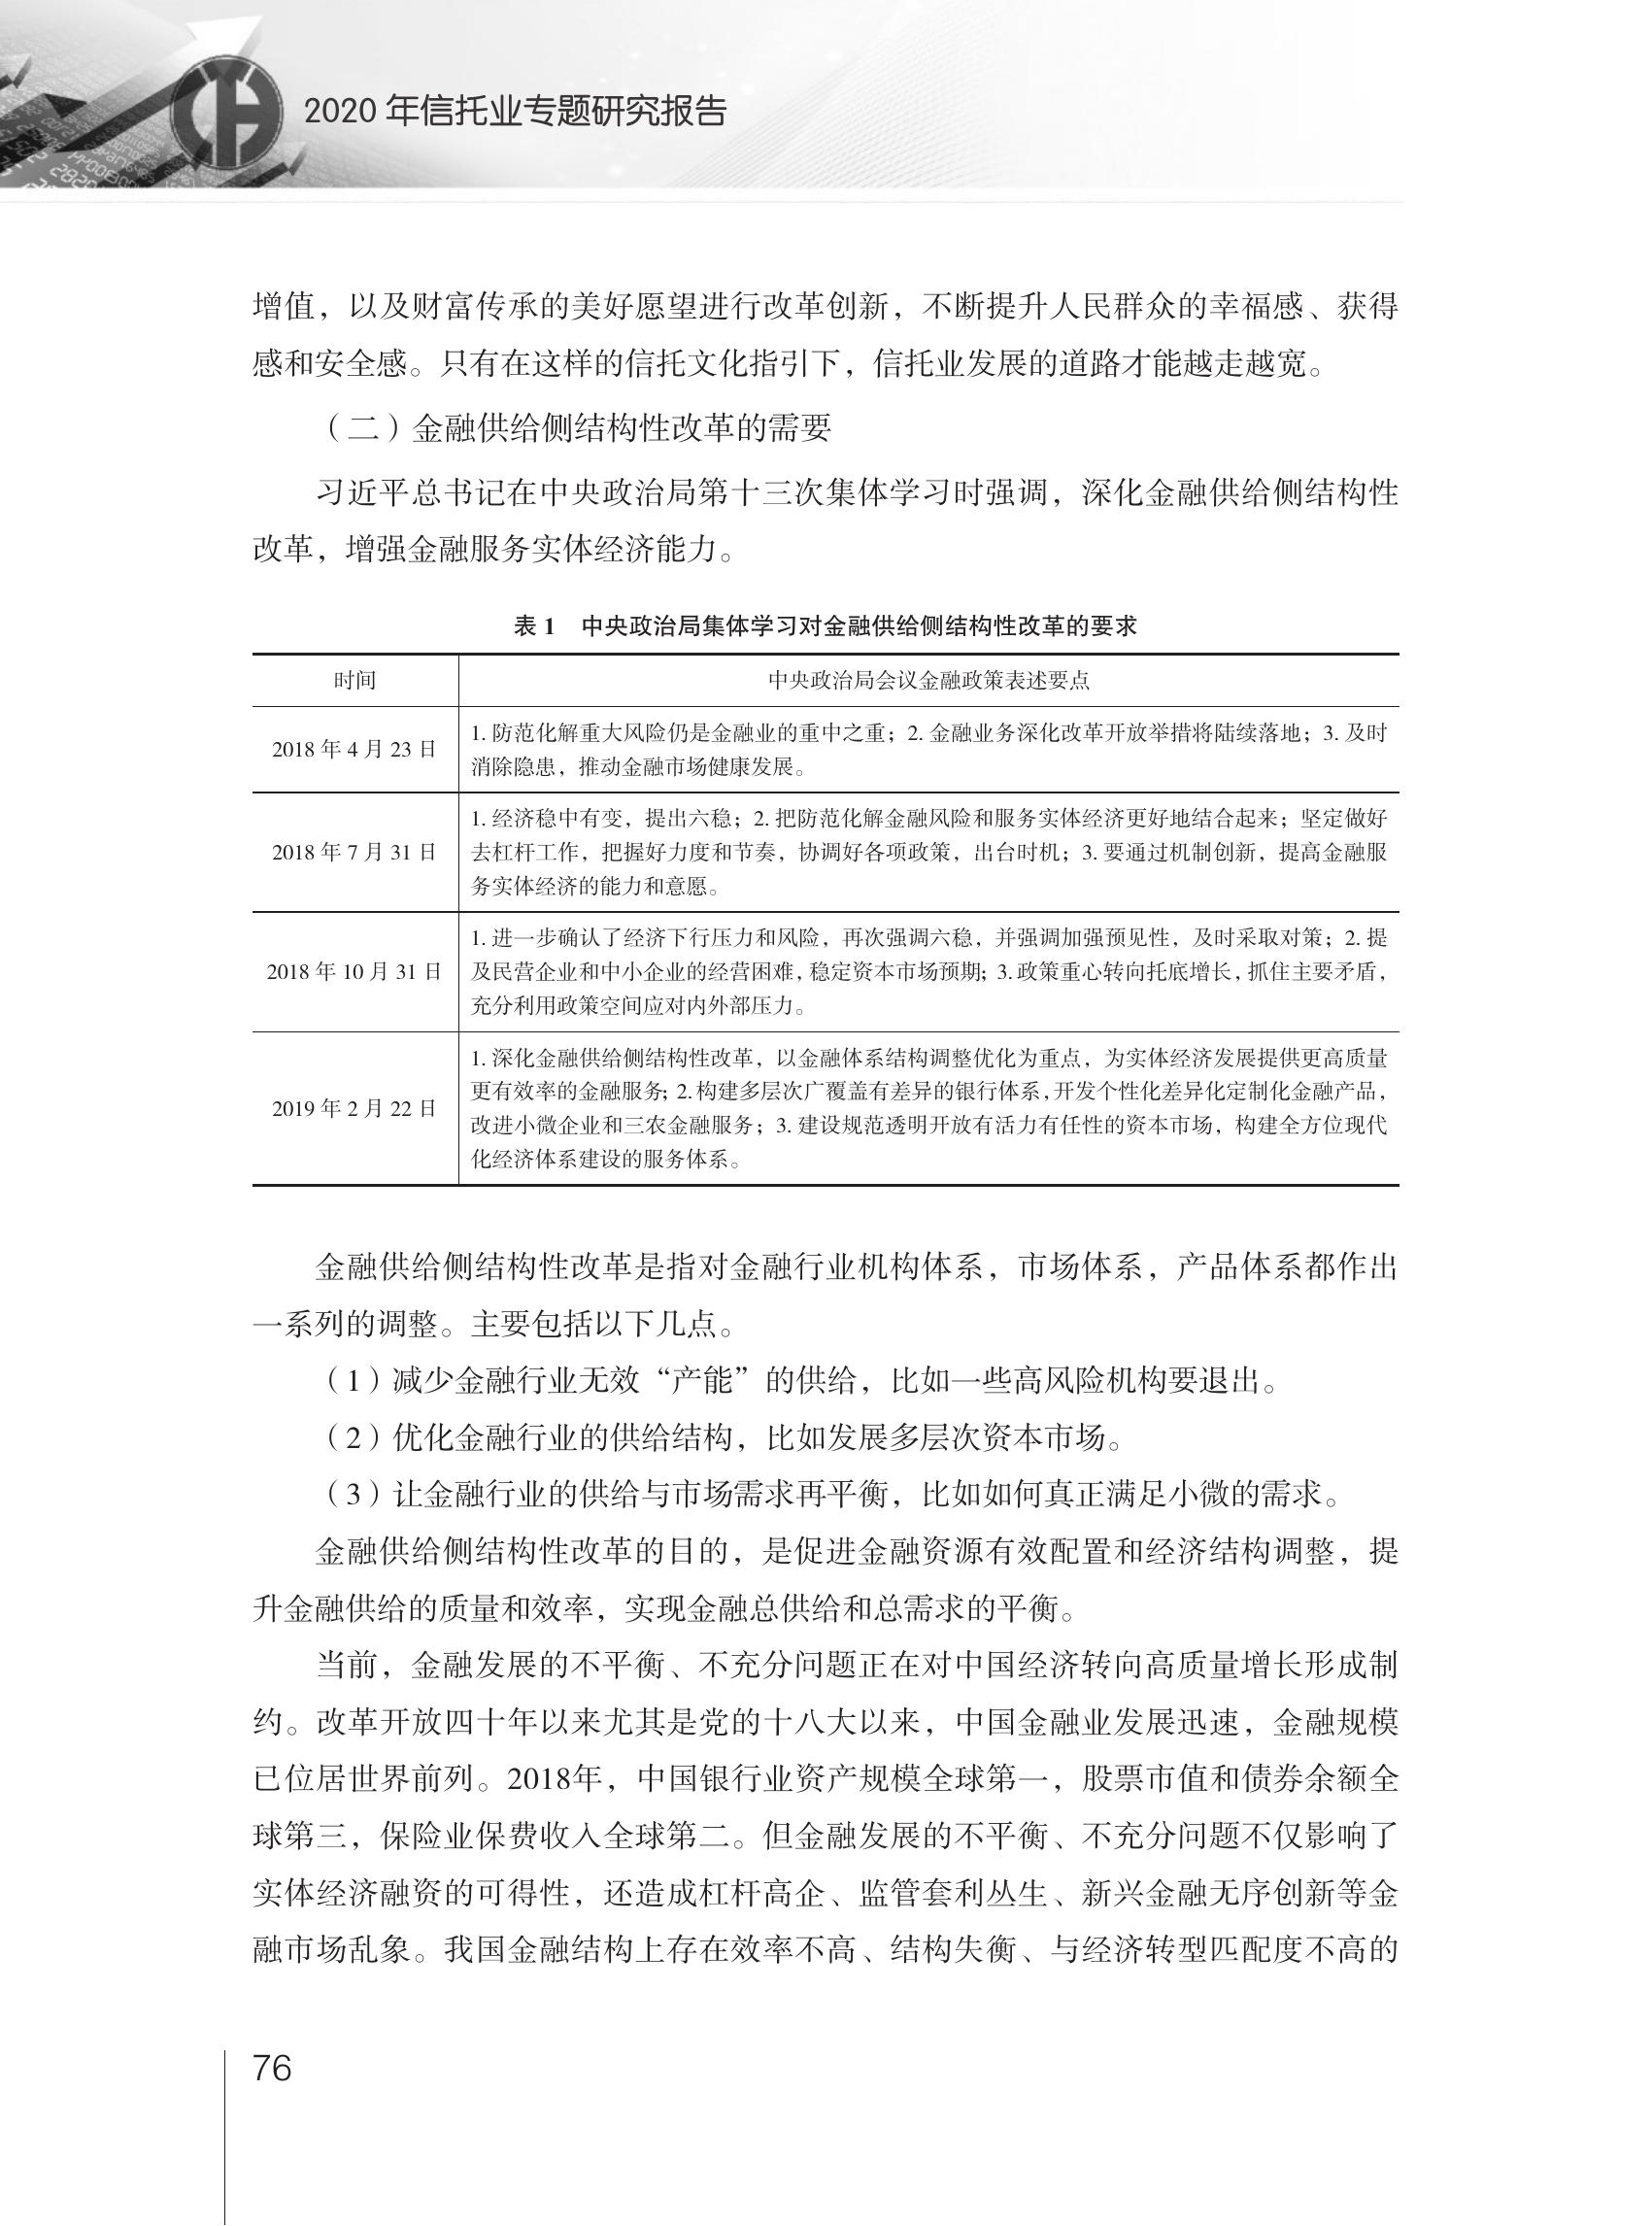 2020 年信托业专题研究报告
增值，以及财富传承的美好愿望进行改革创新，不断提升人民群众的幸福感、获得
感和安全感。只有在这样的信托文化指引下，信托业发展的道路才能越走越宽。
（二）金融供给侧结构性改革的需要
习近平总书记在中央政治局第十三次集体学习时强调，深化金融供给侧结构性
改革，增强金融服务实体经济能力。
表 1　中央政治局集体学习对金融供给侧结构性改革的要求
时间　中央政治局会议金融政策表述要点
1. 防范化解重大风险仍是金融业的重中之重；2. 金融业务深化改革开放举措将陆续落地；3. 及时
2018 年 4 月 23 日
消除隐患，推动金融市场健康发展。
1. 经济稳中有变，提出六稳；2. 把防范化解金融风险和服务实体经济更好地结合起来；坚定做好
2018 年 7 月 31 日　去杠杆工作，把握好力度和节奏，协调好各项政策，出台时机；3. 要通过机制创新，提高金融服
务实体经济的能力和意愿。
1. 进一步确认了经济下行压力和风险，再次强调六稳，并强调加强预见性，及时采取对策；2. 提
2018 年 10 月 31 日　及民营企业和中小企业的经营困难，稳定资本市场预期；3. 政策重心转向托底增长，抓住主要矛盾，
充分利用政策空间应对内外部压力。
1. 深化金融供给侧结构性改革，以金融体系结构调整优化为重点，为实体经济发展提供更高质量
更有效率的金融服务；2. 构建多层次广覆盖有差异的银行体系，开发个性化差异化定制化金融产品，
2019 年 2 月 22 日
改进小微企业和三农金融服务；3. 建设规范透明开放有活力有任性的资本市场，构建全方位现代
化经济体系建设的服务体系。
金融供给侧结构性改革是指对金融行业机构体系，市场体系，产品体系都作出
一系列的调整。主要包括以下几点。
（1）减少金融行业无效“产能”的供给，比如一些高风险机构要退出。
（2）优化金融行业的供给结构，比如发展多层次资本市场。
（3）让金融行业的供给与市场需求再平衡，比如如何真正满足小微的需求。
金融供给侧结构性改革的目的，是促进金融资源有效配置和经济结构调整，提
升金融供给的质量和效率，实现金融总供给和总需求的平衡。
当前，金融发展的不平衡、不充分问题正在对中国经济转向高质量增长形成制
约。改革开放四十年以来尤其是党的十八大以来，中国金融业发展迅速，金融规模
已位居世界前列。2018年，中国银行业资产规模全球第一，股票市值和债券余额全
球第三，保险业保费收入全球第二。但金融发展的不平衡、不充分问题不仅影响了
实体经济融资的可得性，还造成杠杆高企、监管套利丛生、新兴金融无序创新等金
融市场乱象。我国金融结构上存在效率不高、结构失衡、与经济转型匹配度不高的
76